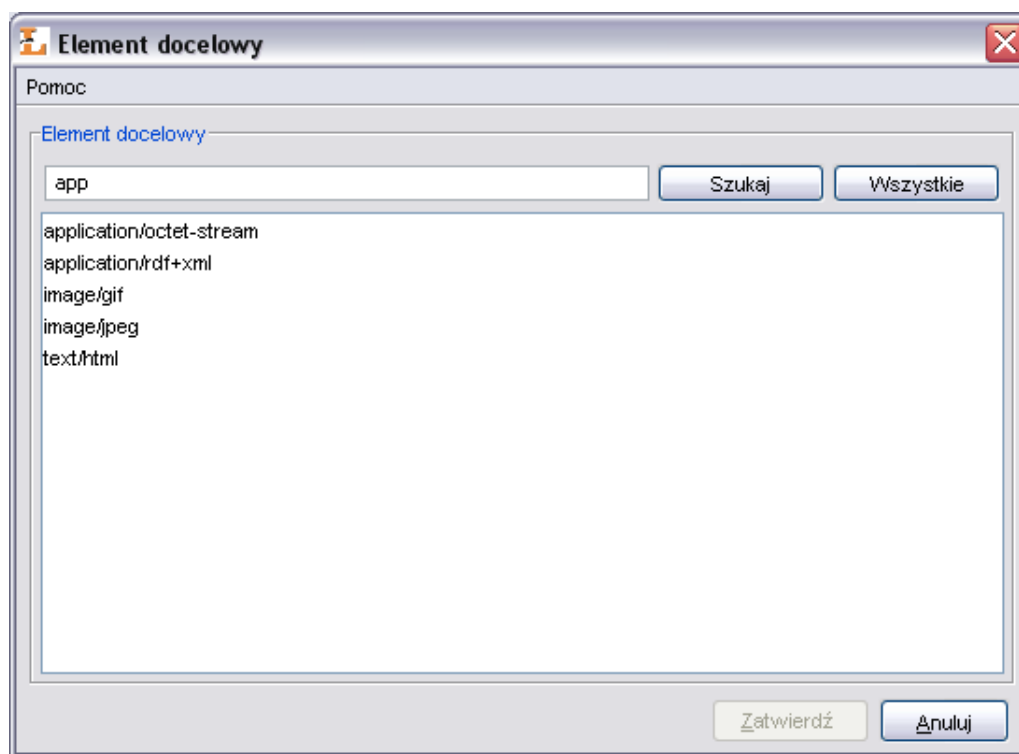 Element docelowy
Pomoc
Element docelowy
app Szukaj Wszystkie
application/octet-stream
application/rdf+xml
image/gif
image/jpeg
text/html
Zatwierdź Anuluj